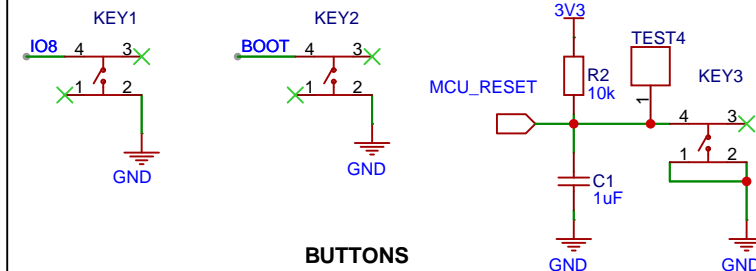 KEY1
IO8
4
3
1
2
GND
KEY2
BOOT
4
3
1
2
GND
3V3
R2
10k
MCU_RESET
TEST4
1
KEY3
4
3
1
2
C1
1uF
GND
GND
BUTTONS